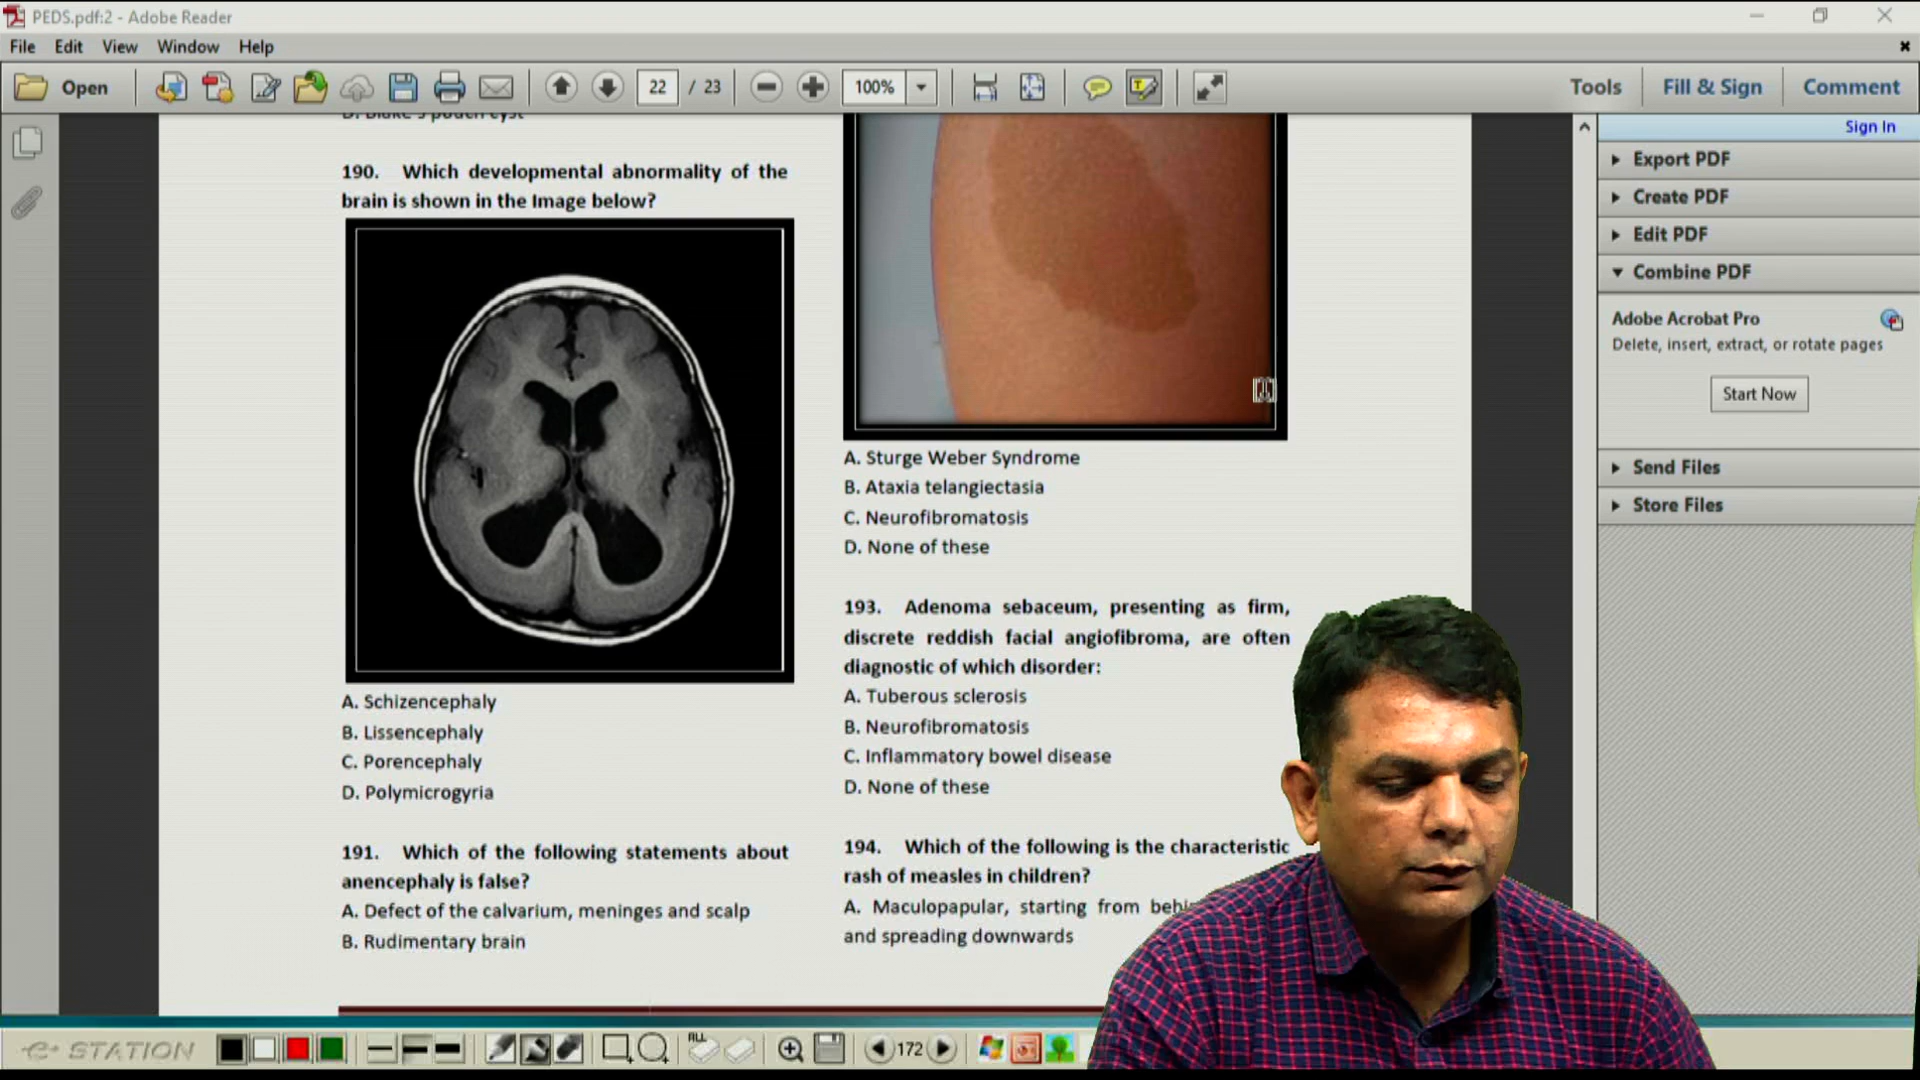 PEDS.pdf:2 - Adobe Reader
File Edit View Window Help
Open
22 / 23
100%
Tools Fill & Sign Comment
Sign In
Export PDF
Create PDF
Edit PDF
Combine PDF
Adobe Acrobat Pro
Delete, insert, extract, or rotate pages
Start Now
Send Files
Store Files
D. Blake's pouch cyst
190. Which developmental abnormality of the
brain is shown in the Image below?
A. Schizencephaly
B. Lissencephaly
C. Porencephaly
D. Polymicrogyria
191. Which of the following statements about
anencephaly is false?
A. Defect of the calvarium, meninges and scalp
B. Rudimentary brain
A. Sturge Weber Syndrome
B. Ataxia telangiectasia
C. Neurofibromatosis
D. None of these
193. Adenoma sebaceum, presenting as firm,
discrete reddish facial angiofibroma, are often
diagnostic of which disorder:
A. Tuberous sclerosis
B. Neurofibromatosis
C. Inflammatory bowel disease
D. None of these
194. Which of the following is the characteristic
rash of measles in children?
A. Maculopapular, starting from
and spreading downwards
e-STATION
ALL
172